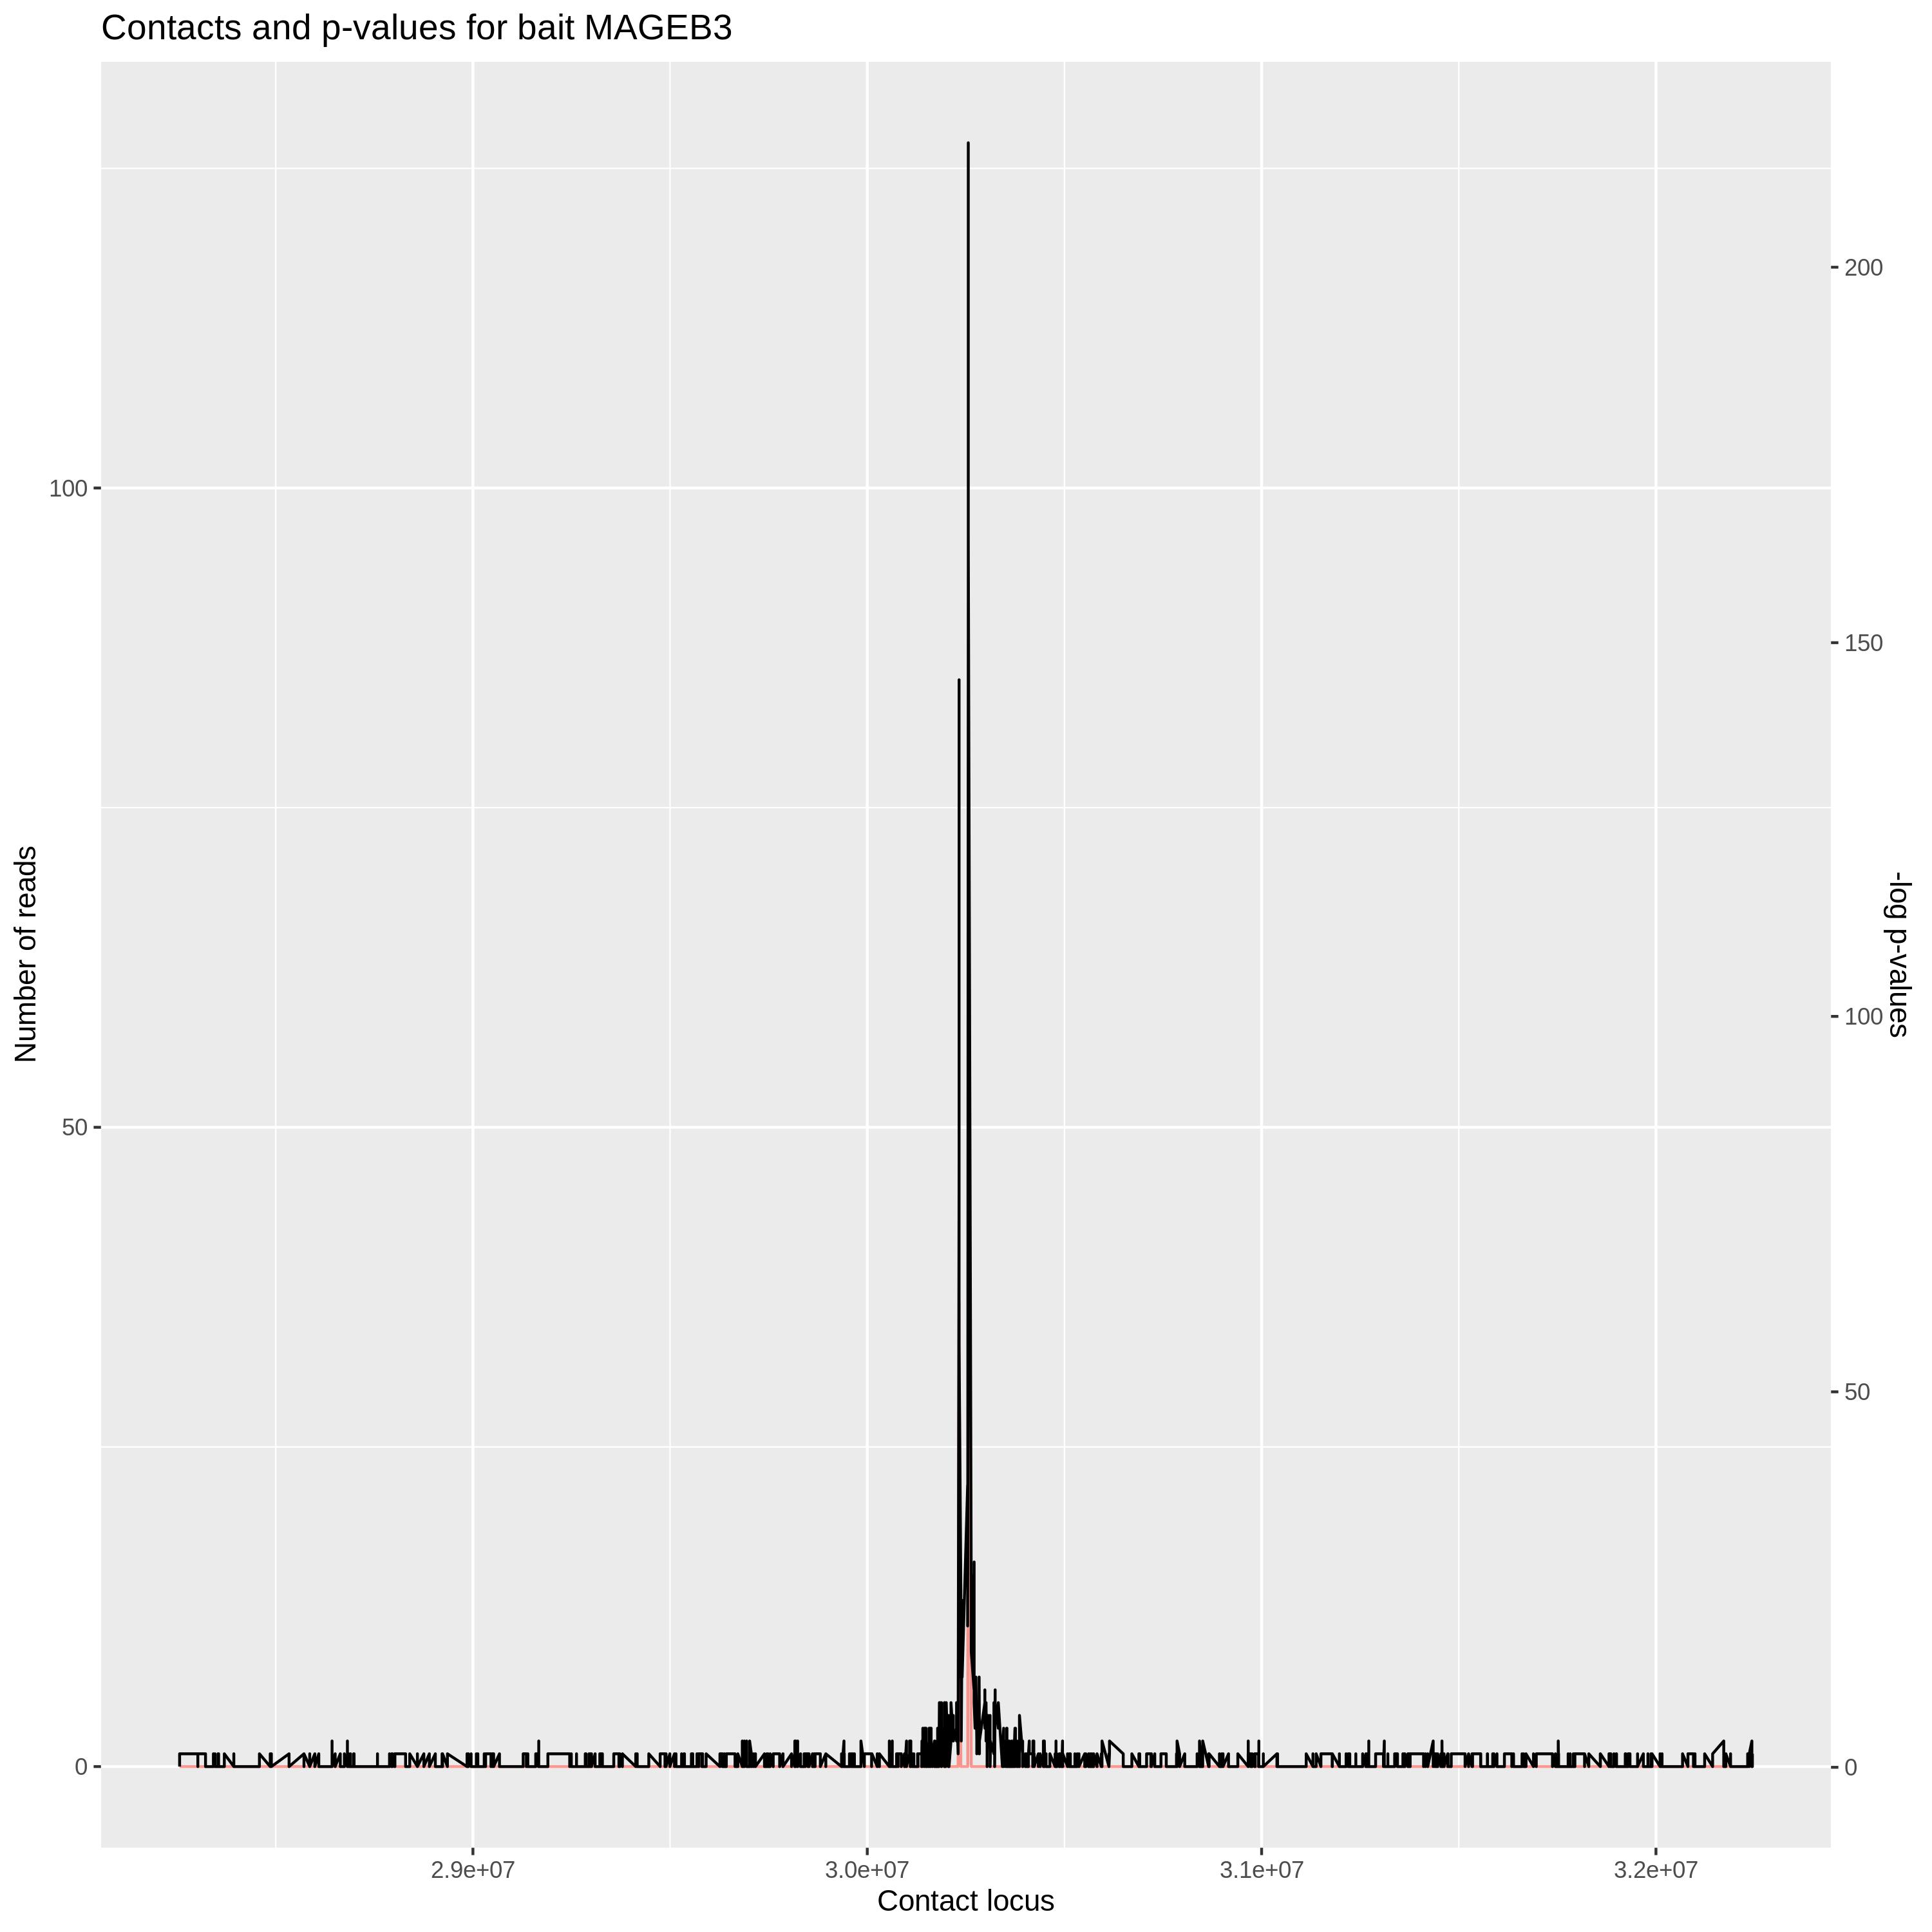 Contacts and p-values for bait MAGEB3
Number of reads
100
50
0
200
150
100
50
0
-log p-values
2.9e+07
3.0e+07
3.1e+07
3.2e+07
Contact locus